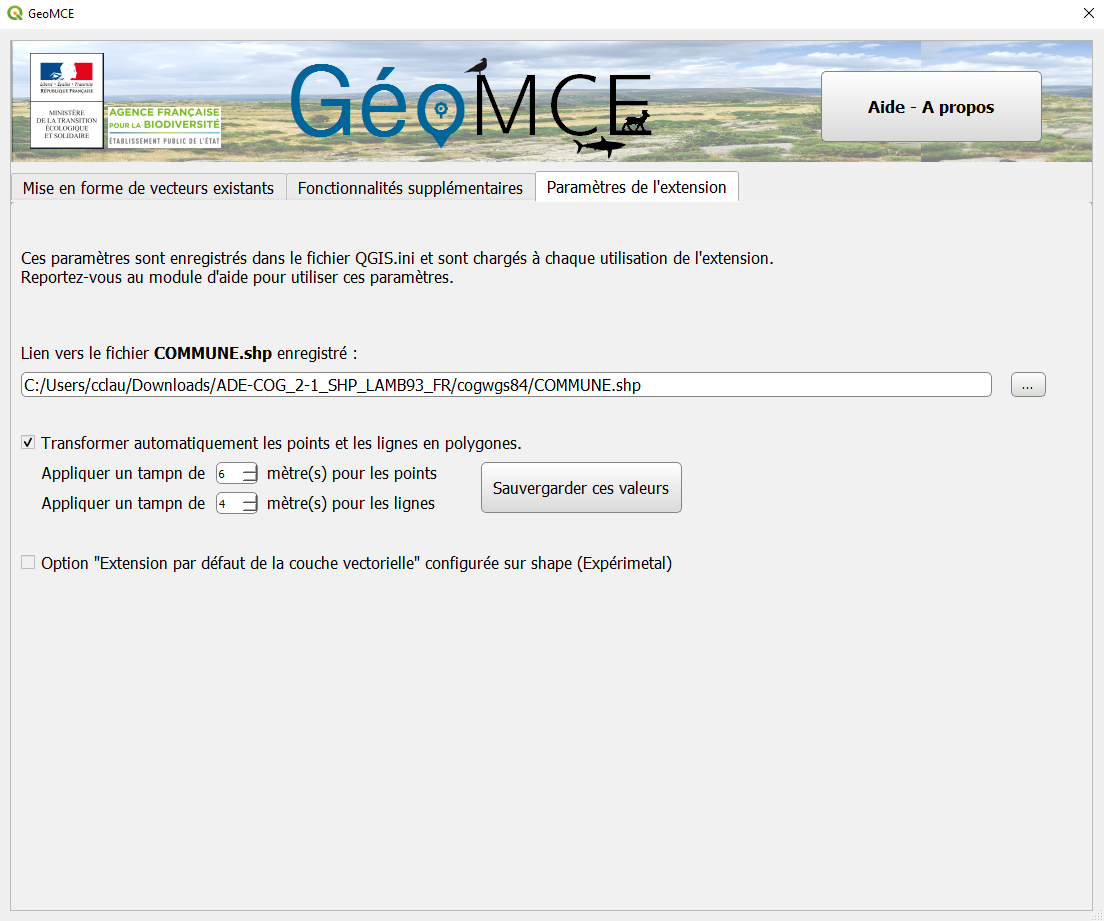 GeoMCE
Liberté • Égalité • Fraternité
RÉPUBLIQUE FRANÇAISE
MINISTÈRE
DE LA TRANSITION
ÉCOLOGIQUE
ET SOLIDAIRE
AGENCE FRANÇAISE
POUR LA BIODIVERSITÉ
ÉTABLISSEMENT PUBLIC DE L'ÉTAT
GéoMCE
Aide - A propos
Mise en forme de vecteurs existants
Fonctionnalités supplémentaires
Paramètres de l'extension
Ces paramètres sont enregistrés dans le fichier QGIS.ini et sont chargés à chaque utilisation de l'extension.
Reportez-vous au module d'aide pour utiliser ces paramètres.
Lien vers le fichier COMMUNE.shp enregistré :
C:/Users/cclau/Downloads/ADE-COG_2-1_SHP_LAMB93_FR/cogwgs84/COMMUNE.shp
...
Transformer automatiquement les points et les lignes en polygones.
Appliquer un tampn de 6 mètre(s) pour les points
Appliquer un tampn de 4 mètre(s) pour les lignes
Sauvergarder ces valeurs
Option "Extension par défaut de la couche vectorielle" configurée sur shape (Expérimetal)